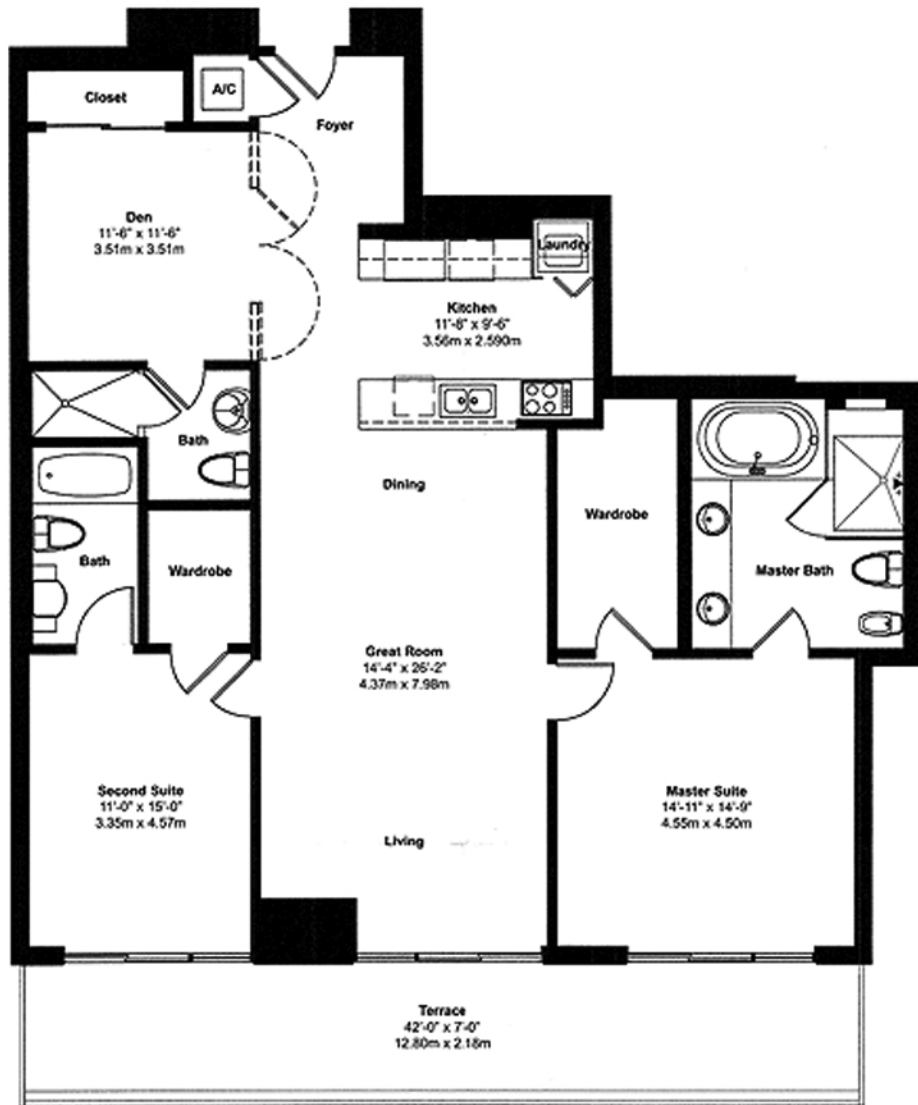 Closet
A/C
Foyer
Den
11'-6" x 11'-6"
3.51m x 3.51m
Laundry
Kitchen
11'-8" x 9'-6"
3.56m x 2.590m
Bath
Dining
Wardrobe
Bath
Wardrobe
Master Bath
Great Room
14'-4" x 26'-2"
4.37m x 7.98m
Second Suite
11'-0" x 15'-0"
3.35m x 4.57m
Master Suite
14'-11" x 14'-9"
4.55m x 4.50m
Living
Terrace
42'-0" x 7'-0"
12.80m x 2.18m